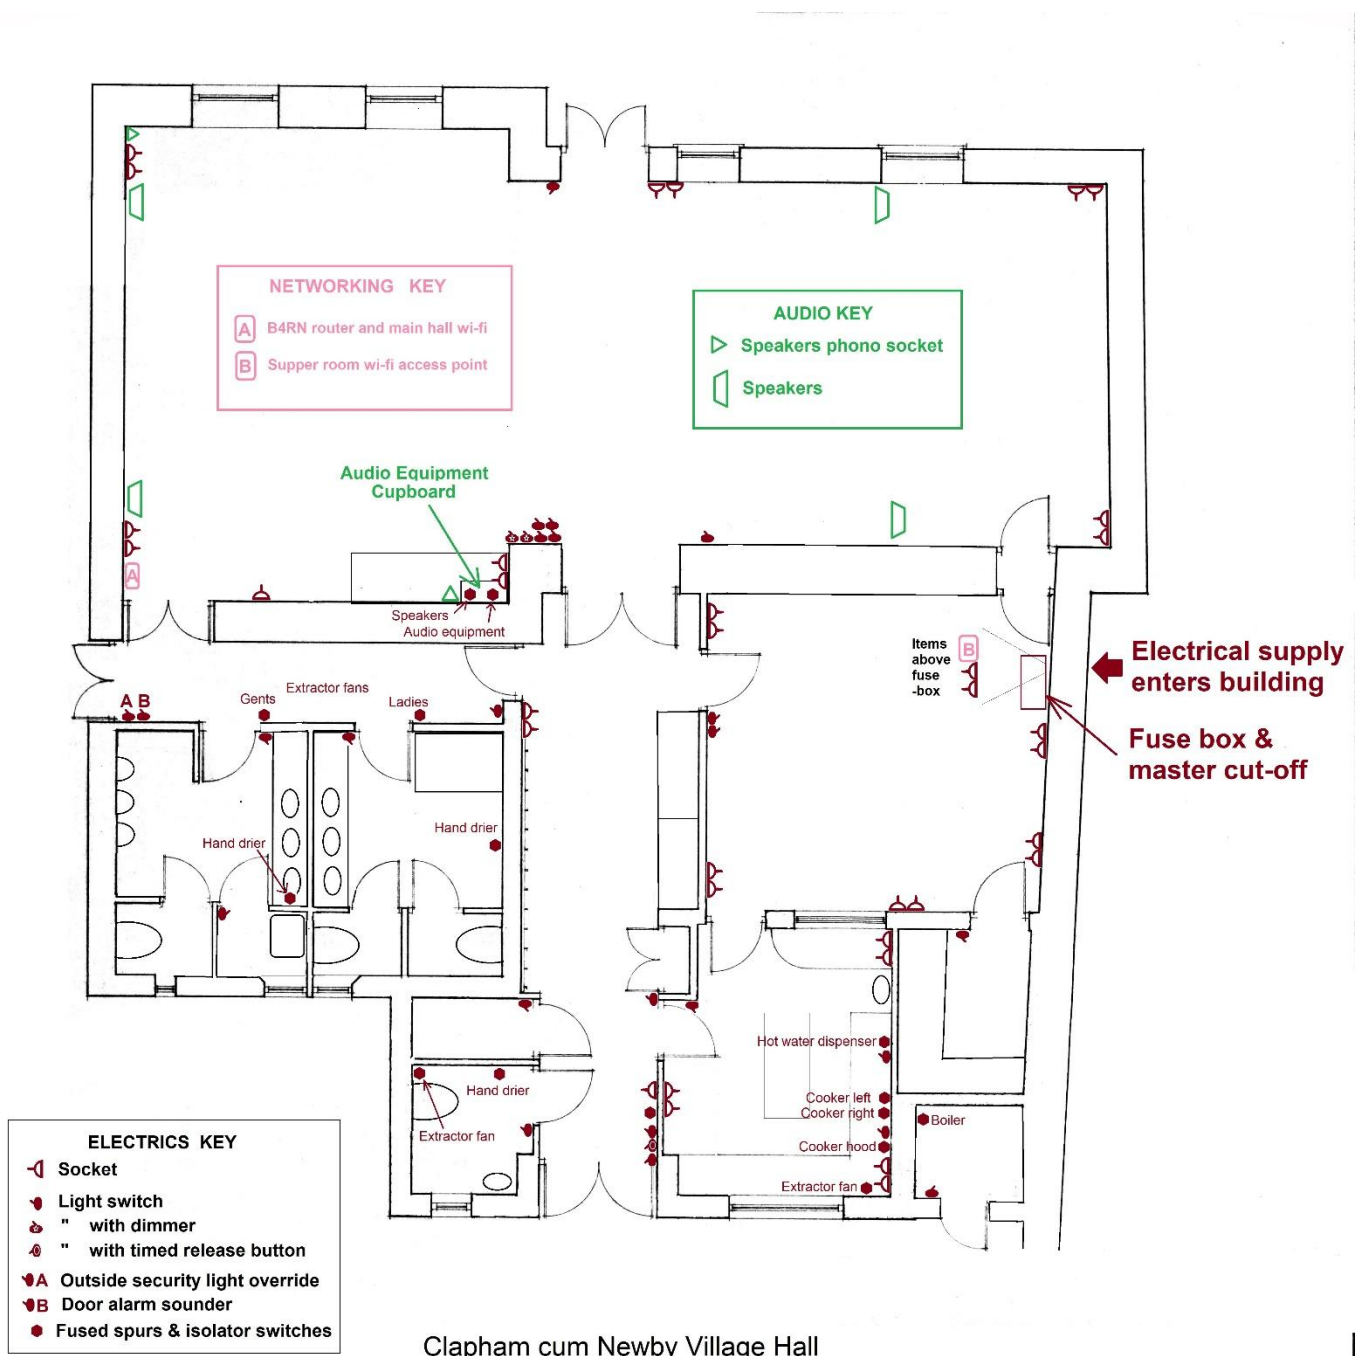 NETWORKING KEY
A B4RN router and main hall wi-fi
B Supper room wi-fi access point
AUDIO KEY
Speakers phono socket
Speakers
Audio Equipment
Cupboard
A
Speakers
Audio equipment
Items
above
fuse
-box
B
Electrical supply
enters building
Fuse box &
master cut-off
A B
Gents
Extractor fans
Ladies
Hand drier
Hand drier
Hot water dispenser
Cooker left
Cooker right
Cooker hood
Extractor fan
Boiler
Hand drier
Extractor fan
ELECTRICS KEY
Socket
Light switch
" with dimmer
" with timed release button
A Outside security light override
B Door alarm sounder
Fused spurs & isolator switches
Clapham cum Newby Village Hall